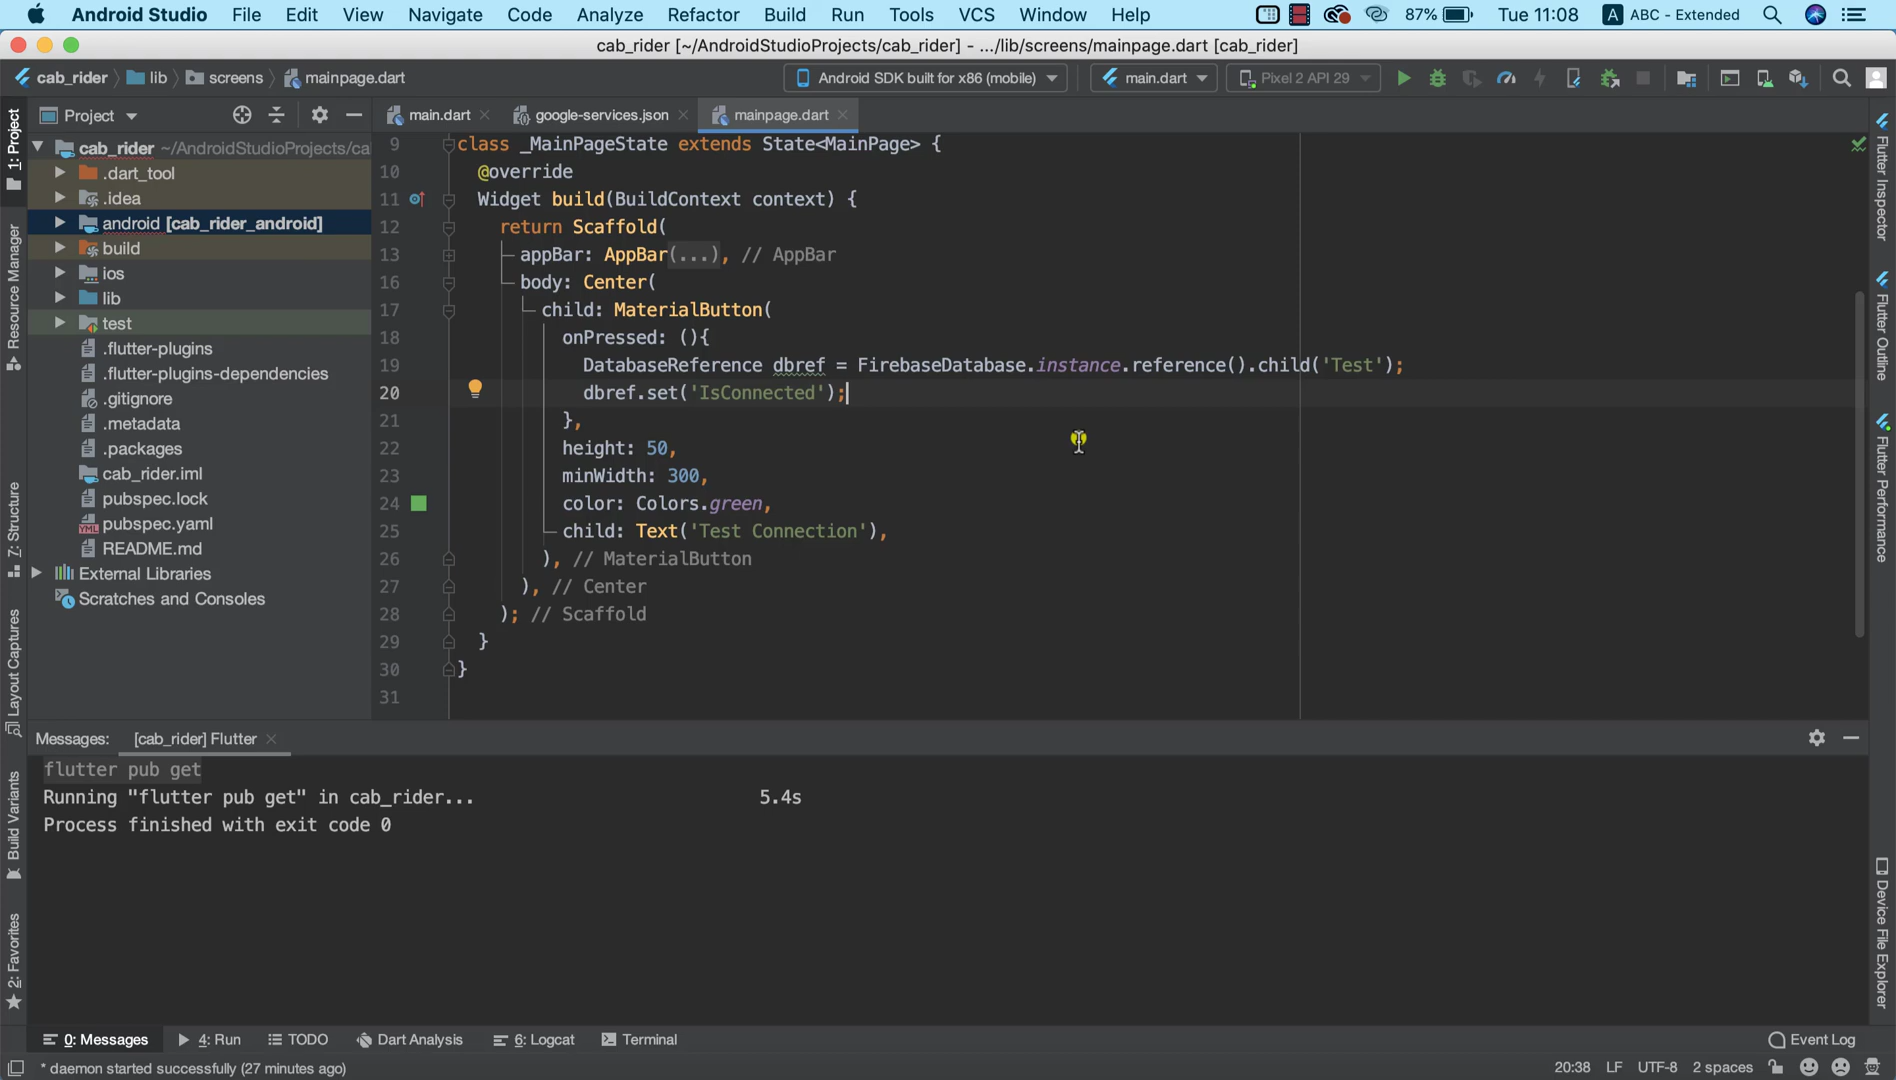 Android Studio File Edit View Navigate Code Analyze Refactor Build Run Tools VCS Window Help 87% Tue 11:08 A ABC - Extended
cab_rider [~/AndroidStudioProjects/cab_rider] - .../lib/screens/mainpage.dart [cab_rider]
cab_rider lib screens mainpage.dart Android SDK built for x86 (mobile) main.dart Pixel 2 API 29
Project main.dart google-services.json mainpage.dart
1: Project
Resource Manager
7: Structure
Layout Captures
Build Variants
2: Favorites
cab_rider ~/AndroidStudioProjects/ca
.dart_tool
.idea
android [cab_rider_android]
build
ios
lib
test
.flutter-plugins
.flutter-plugins-dependencies
.gitignore
.metadata
.packages
cab_rider.iml
pubspec.lock
YML pubspec.yaml
README.md
External Libraries
Scratches and Consoles
9 class _MainPageState extends State<MainPage> {
10 @override
11 Widget build(BuildContext context) {
12 return Scaffold(
13 appBar: AppBar(...), // AppBar
16 body: Center(
17 child: MaterialButton(
18 onPressed: (){
19 DatabaseReference dbref = FirebaseDatabase.instance.reference().child('Test');
20 dbref.set('IsConnected');
21 },
22 height: 50,
23 minWidth: 300,
24 color: Colors.green,
25 child: Text('Test Connection'),
26 ), // MaterialButton
27 ), // Center
28 ); // Scaffold
29 }
30 }
31
Flutter Inspector
Flutter Outline
Flutter Performance
Device File Explorer
Messages: [cab_rider] Flutter
flutter pub get
Running "flutter pub get" in cab_rider... 5.4s
Process finished with exit code 0
0: Messages 4: Run TODO Dart Analysis 6: Logcat Terminal Event Log
* daemon started successfully (27 minutes ago) 20:38 LF UTF-8 2 spaces